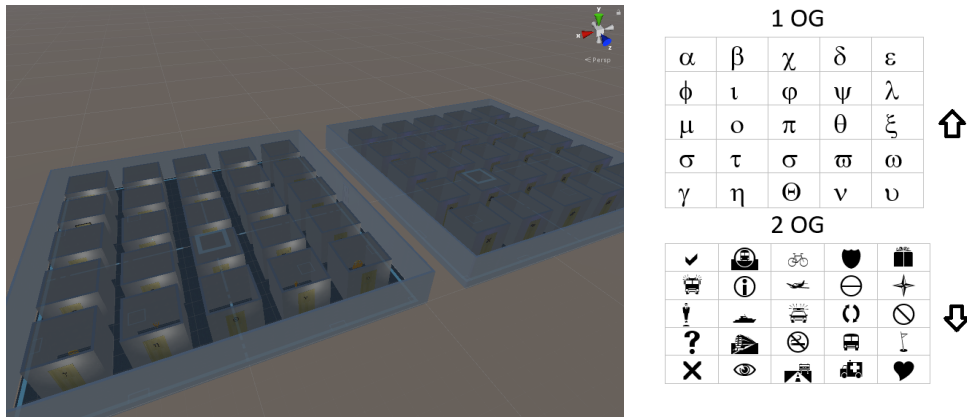 y
x
z
< Persp
1 OG
α β χ δ ε
ϕ ι φ ψ λ
μ ο π θ ξ
σ τ σ ϖ ω
γ η Θ ν υ
2 OG